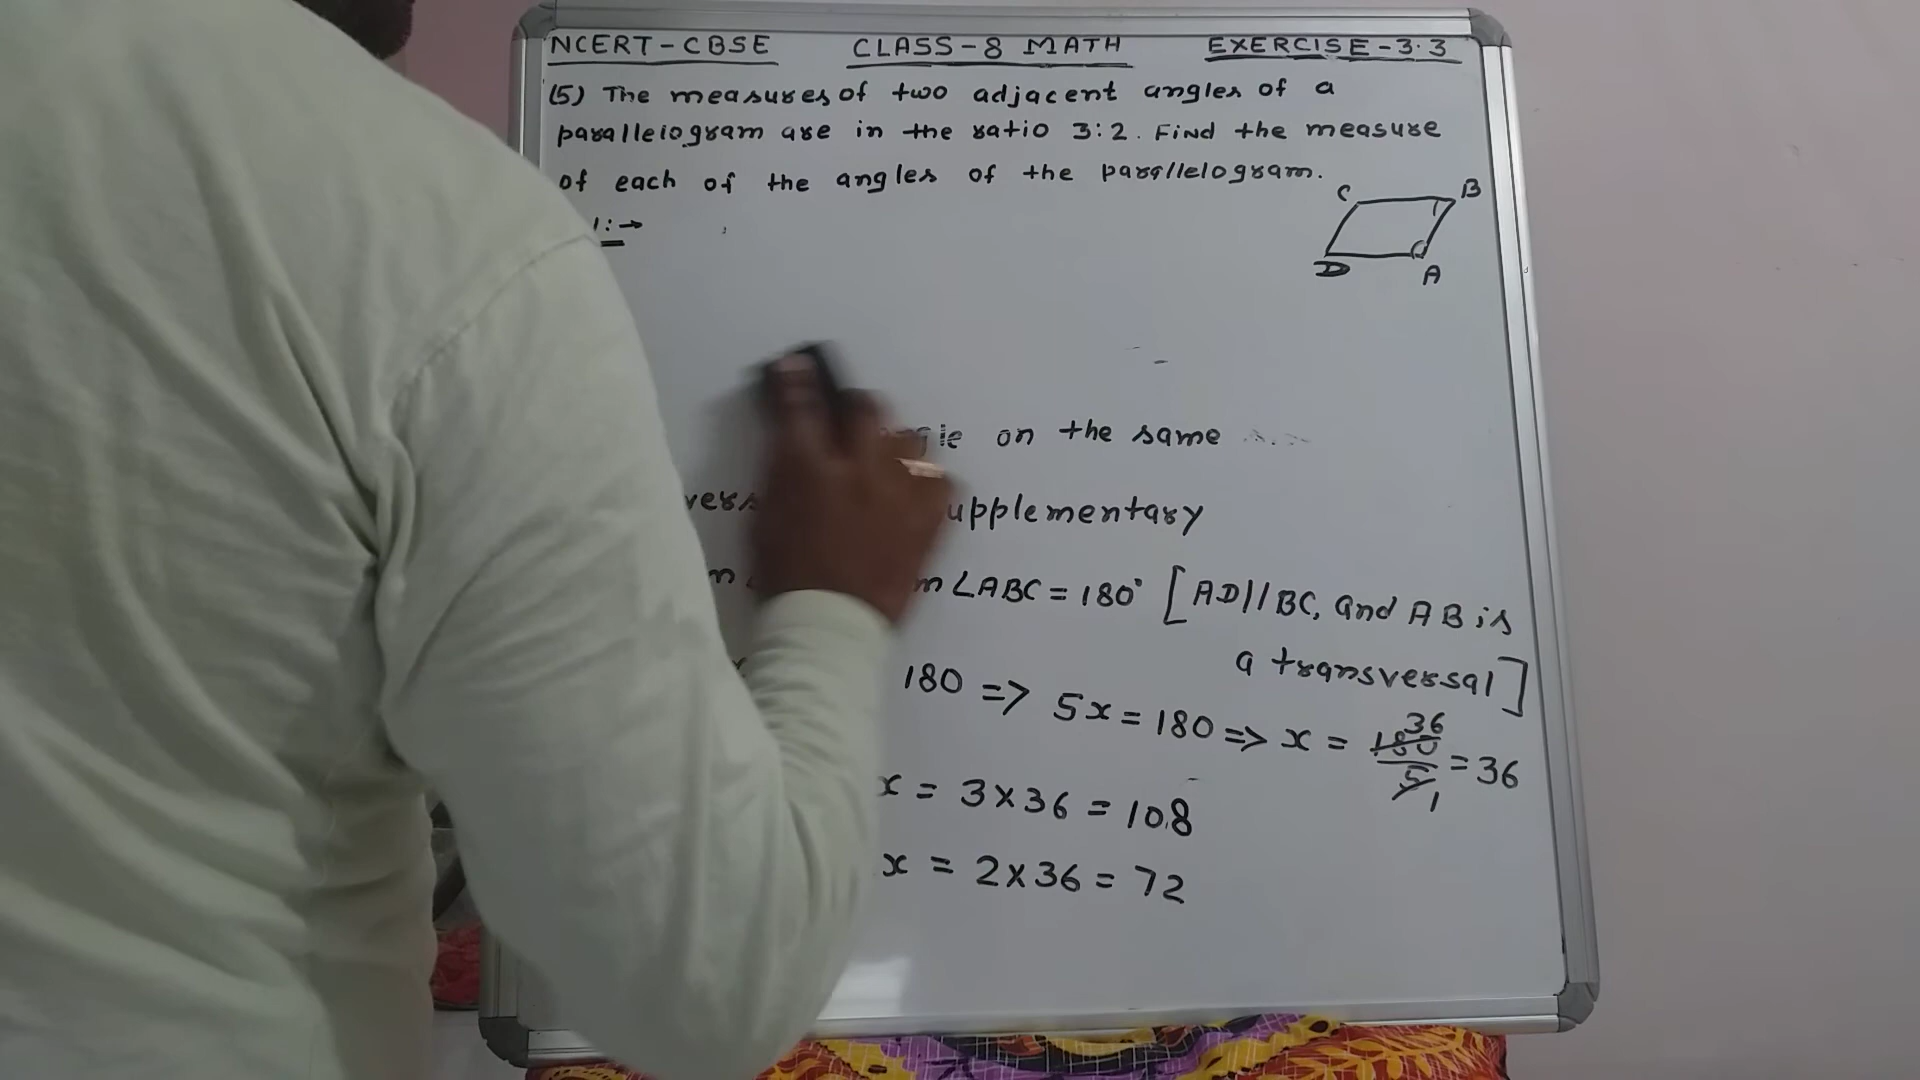 NCERT - CBSE CLASS - 8 MATH EXERCISE - 3.3
(5) The measures of two adjacent angles of a
parallelogram are in the ratio 3:2. Find the measure
of each of the angles of the parallelogram.
C B
D A
on the same
upplementary
m ∠ABC = 180° [AD//BC, and AB is
a transversal]
180 => 5x = 180 => x = 180/5 = 36
36
1
x = 3×36 = 108
x = 2×36 = 72